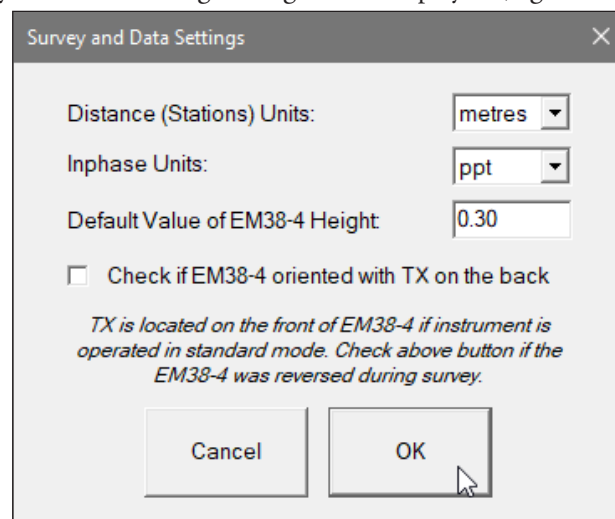 Survey and Data Settings
Distance (Stations) Units:
metres
Inphase Units:
ppt
Default Value of EM38-4 Height:
0.30
Check if EM38-4 oriented with TX on the back
TX is located on the front of EM38-4 if instrument is
operated in standard mode. Check above button if the
EM38-4 was reversed during survey.
Cancel
OK